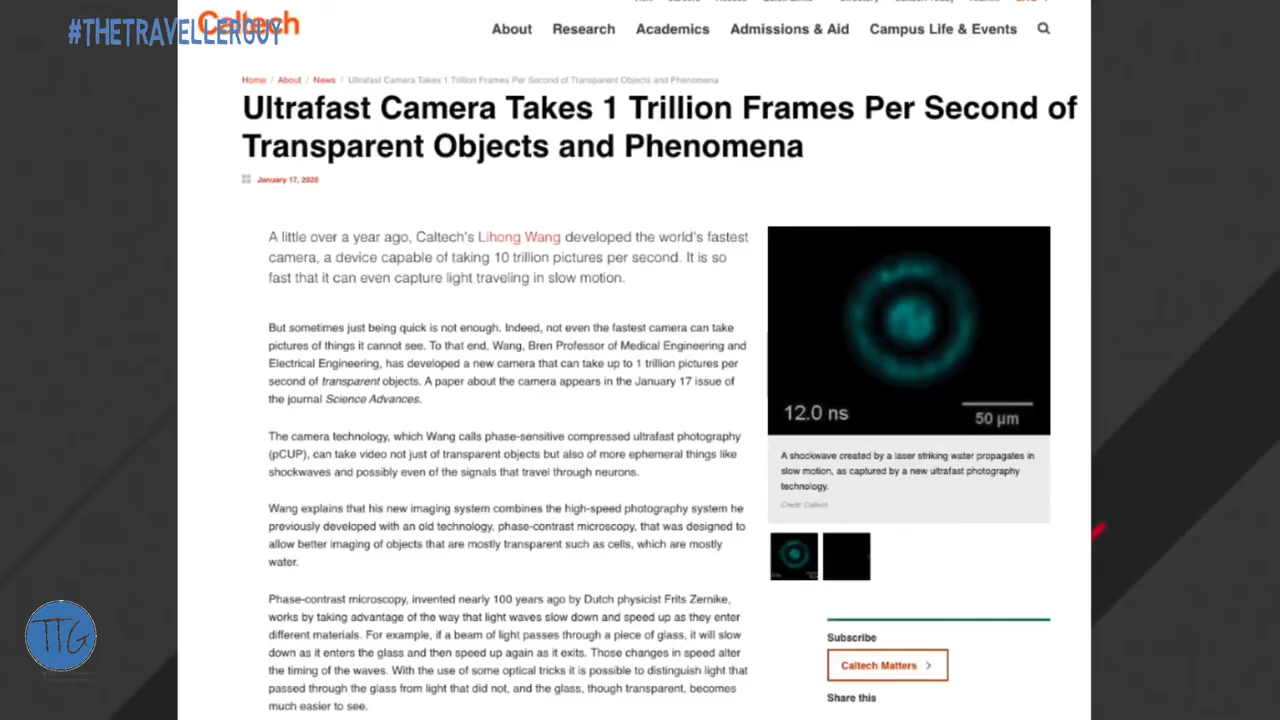 #THETRAVELLERGUY
Caltech
About Research Academics Admissions & Aid Campus Life & Events
Home / About / News / Ultrafast Camera Takes 1 Trillion Frames Per Second of Transparent Objects and Phenomena
Ultrafast Camera Takes 1 Trillion Frames Per Second of
Transparent Objects and Phenomena
January 17, 2020
A little over a year ago, Caltech's Lihong Wang developed the world's fastest
camera, a device capable of taking 10 trillion pictures per second. It is so
fast that it can even capture light traveling in slow motion.
But sometimes just being quick is not enough. Indeed, not even the fastest camera can take
pictures of things it cannot see. To that end, Wang, Bren Professor of Medical Engineering and
Electrical Engineering, has developed a new camera that can take up to 1 trillion pictures per
second of transparent objects. A paper about the camera appears in the January 17 issue of
the journal Science Advances.
The camera technology, which Wang calls phase-sensitive compressed ultrafast photography
(pCUP), can take video not just of transparent objects but also of more ephemeral things like
shockwaves and possibly even of the signals that travel through neurons.
Wang explains that his new imaging system combines the high-speed photography system he
previously developed with an old technology, phase-contrast microscopy, that was designed to
allow better imaging of objects that are mostly transparent such as cells, which are mostly
water.
Phase-contrast microscopy, invented nearly 100 years ago by Dutch physicist Frits Zernike,
works by taking advantage of the way that light waves slow down and speed up as they enter
different materials. For example, if a beam of light passes through a piece of glass, it will slow
down as it enters the glass and then speed up again as it exits. Those changes in speed alter
the timing of the waves. With the use of some optical tricks it is possible to distinguish light that
passed through the glass from light that did not, and the glass, though transparent, becomes
much easier to see.
12.0 ns
50 µm
A shockwave created by a laser striking water propagates in
slow motion, as captured by a new ultrafast photography
technology.
Credit: Caltech
Subscribe
Caltech Matters
Share this
TTG